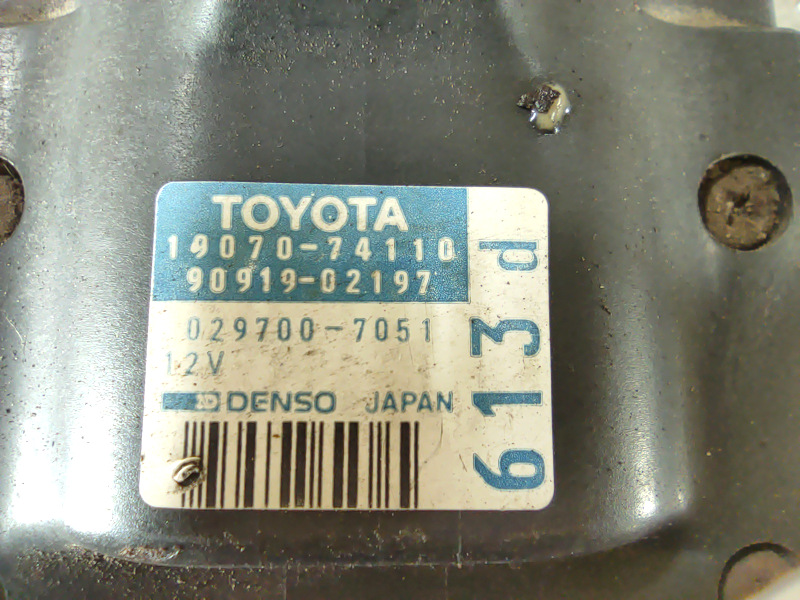 TOYOTA
19070-74110
90919-02197
029700-7051
12V
DENSO JAPAN
613d